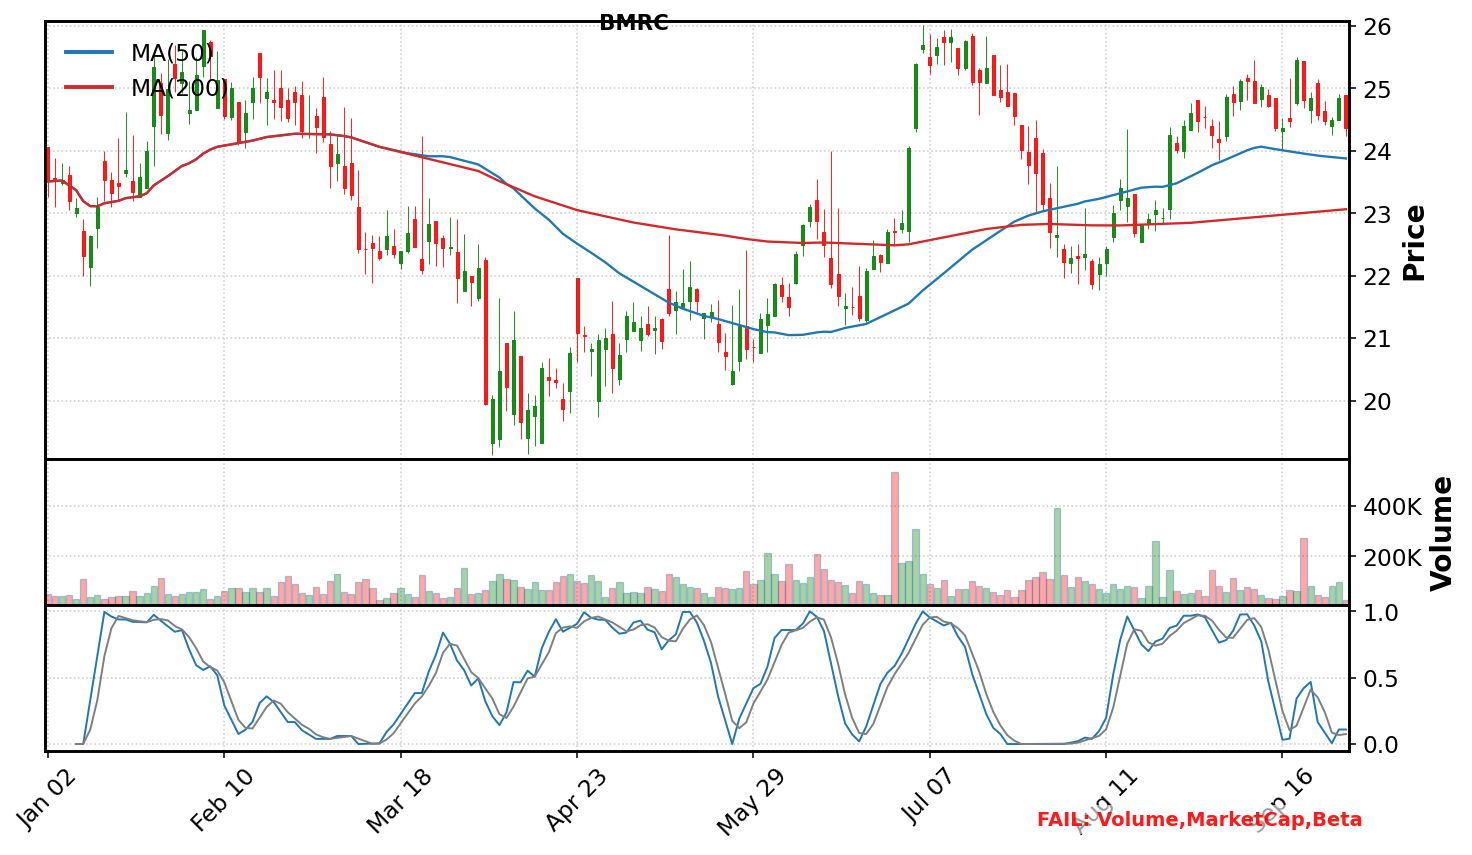 BMRC
MA(50)
MA(200)
26
25
24
23
22
21
20
Price
400K
200K
Volume
1.0
0.5
0.0
Jan 02
Feb 10
Mar 18
Apr 23
May 29
Jul 07
Aug 11
Sep 16
FAIL: Volume,MarketCap,Beta